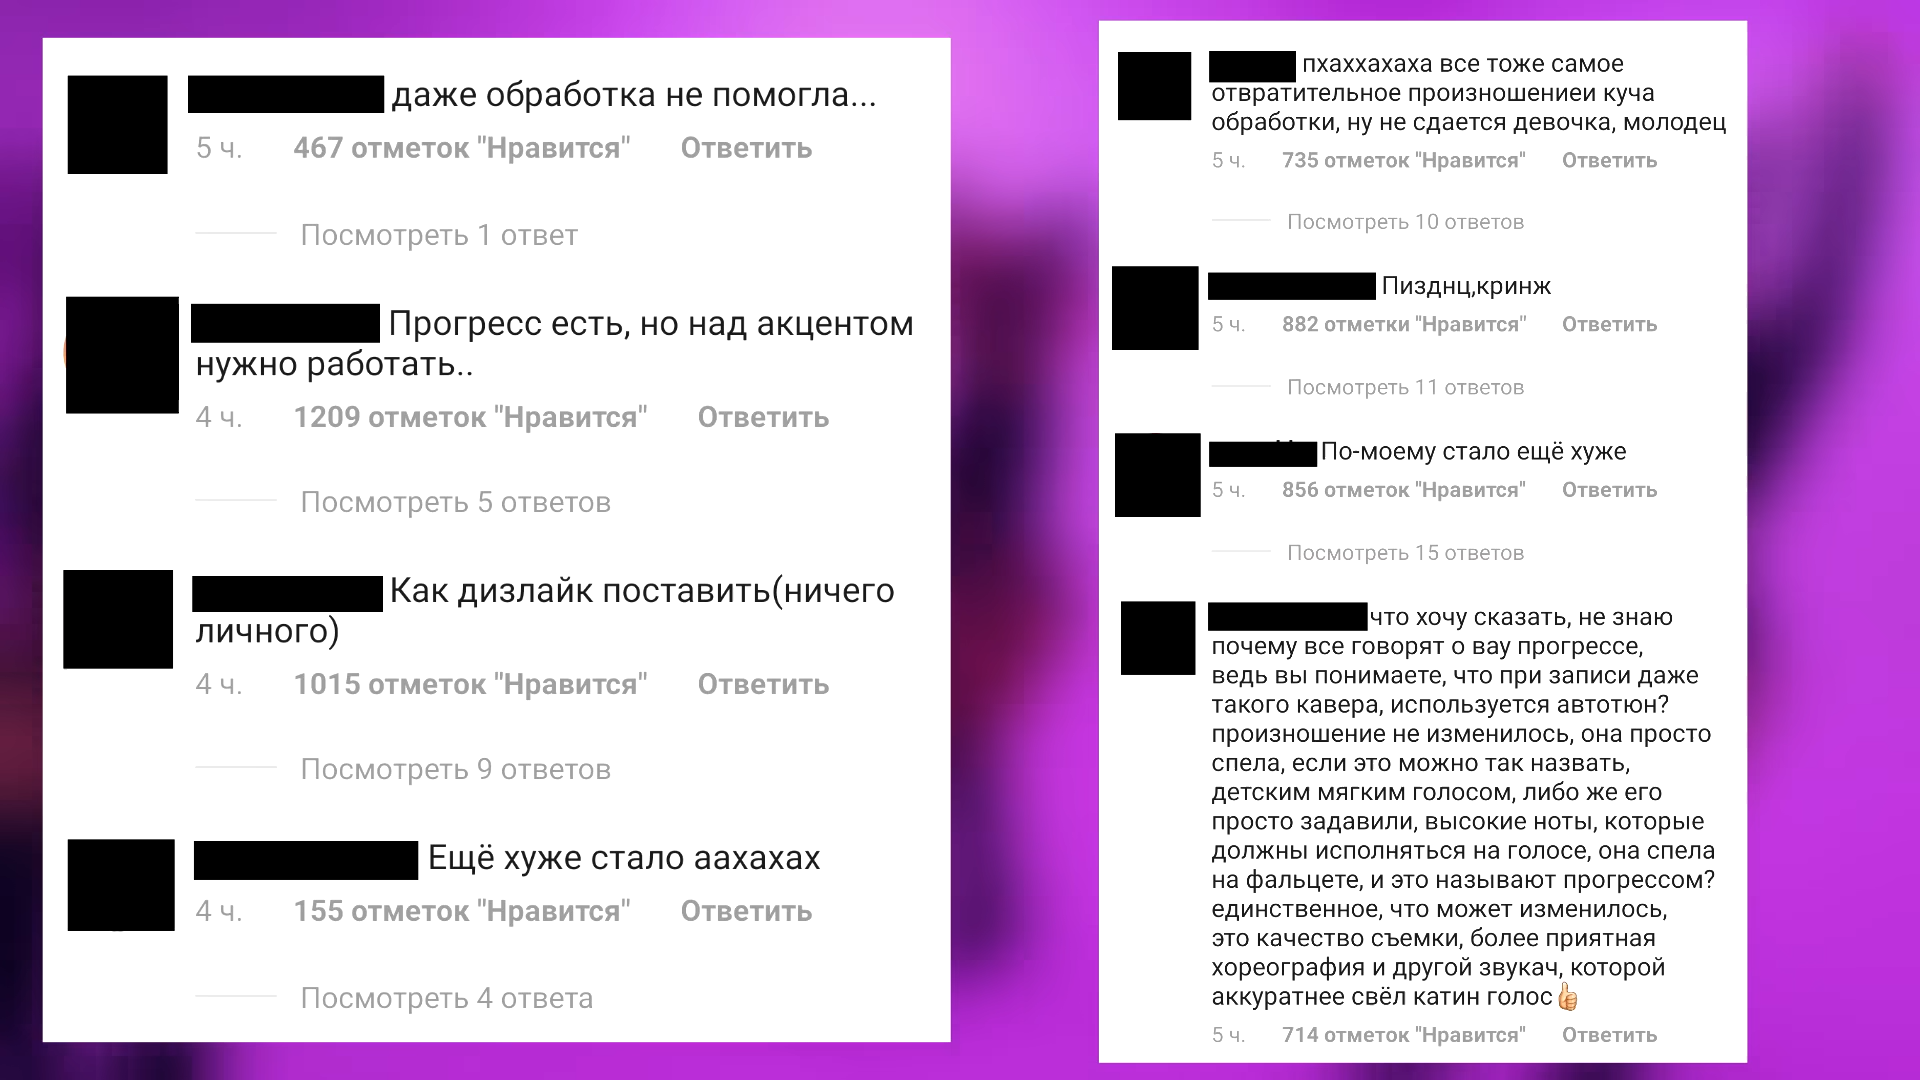 даже обработка не помогла...
5 ч. 467 отметок "Нравится" Ответить
Посмотреть 1 ответ
Прогресс есть, но над акцентом
нужно работать..
4 ч. 1209 отметок "Нравится" Ответить
Посмотреть 5 ответов
Как дизлайк поставить(ничего
личного)
4 ч. 1015 отметок "Нравится" Ответить
Посмотреть 9 ответов
Ещё хуже стало аахахах
4 ч. 155 отметок "Нравится" Ответить
Посмотреть 4 ответа
пхаххахаха все тоже самое
отвратительное произношениеи куча
обработки, ну не сдается девочка, молодец
5 ч. 735 отметок "Нравится" Ответить
Посмотреть 10 ответов
Пизднц,кринж
5 ч. 882 отметки "Нравится" Ответить
Посмотреть 11 ответов
По-моему стало ещё хуже
5 ч. 856 отметок "Нравится" Ответить
Посмотреть 15 ответов
что хочу сказать, не знаю
почему все говорят о вау прогрессе,
ведь вы понимаете, что при записи даже
такого кавера, используется автотюн?
произношение не изменилось, она просто
спела, если это можно так назвать,
детским мягким голосом, либо же его
просто задавили, высокие ноты, которые
должны исполняться на голосе, она спела
на фальцете, и это называют прогрессом?
единственное, что может изменилось,
это качество съемки, более приятная
хореография и другой звукач, которой
аккуратнее свёл катин голос👍🏻
5 ч. 714 отметок "Нравится" Ответить